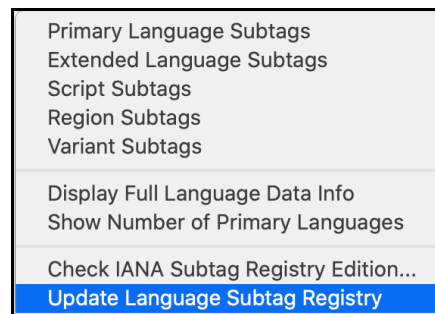 Primary Language Subtags
Extended Language Subtags
Script Subtags
Region Subtags
Variant Subtags
Display Full Language Data Info
Show Number of Primary Languages
Check IANA Subtag Registry Edition...
Update Language Subtag Registry